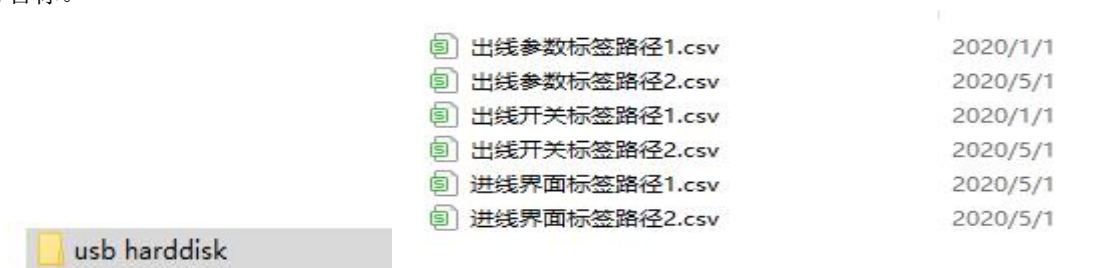 出线参数标签路径1.csv 2020/1/1
出线参数标签路径2.csv 2020/5/1
出线开关标签路径1.csv 2020/1/1
出线开关标签路径2.csv 2020/5/1
进线界面标签路径1.csv 2020/5/1
进线界面标签路径2.csv 2020/5/1
usb harddisk